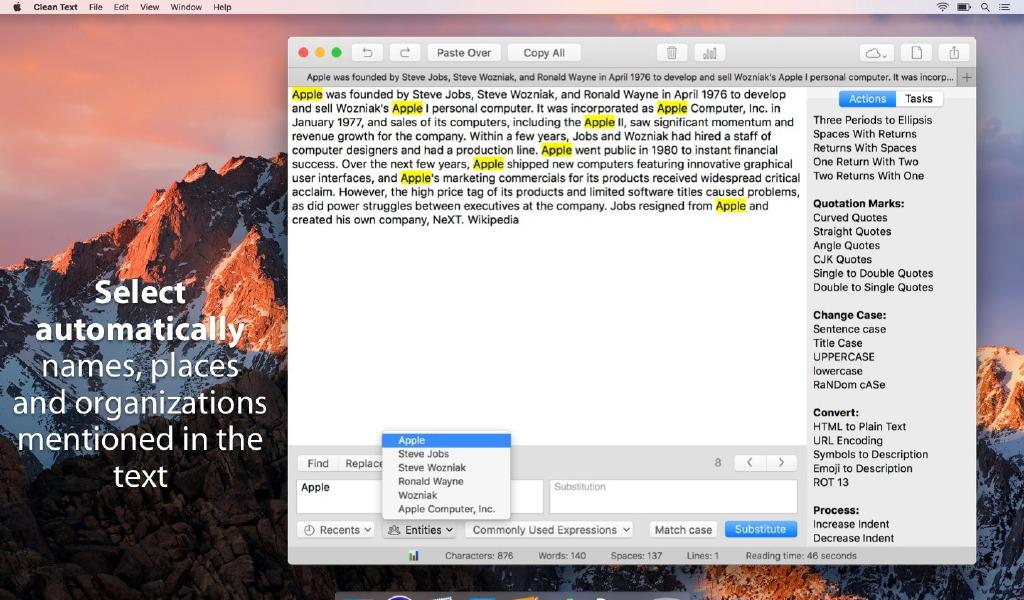 Clean Text File Edit View Window Help
Paste Over Copy All
Apple was founded by Steve Jobs, Steve Wozniak, and Ronald Wayne in April 1976 to develop and sell Wozniak's Apple I personal computer. It was incorp...
Apple was founded by Steve Jobs, Steve Wozniak, and Ronald Wayne in April 1976 to develop
and sell Wozniak's Apple I personal computer. It was incorporated as Apple Computer, Inc. in
January 1977, and sales of its computers, including the Apple II, saw significant momentum and
revenue growth for the company. Within a few years, Jobs and Wozniak had hired a staff of
computer designers and had a production line. Apple went public in 1980 to instant financial
success. Over the next few years, Apple shipped new computers featuring innovative graphical
user interfaces, and Apple's marketing commercials for its products received widespread critical
acclaim. However, the high price tag of its products and limited software titles caused problems,
as did power struggles between executives at the company. Jobs resigned from Apple and
created his own company, NeXT. Wikipedia
Actions Tasks
Three Periods to Ellipsis
Spaces With Returns
Returns With Spaces
One Return With Two
Two Returns With One
Quotation Marks:
Curved Quotes
Straight Quotes
Angle Quotes
CJK Quotes
Single to Double Quotes
Double to Single Quotes
Change Case:
Sentence case
Title Case
UPPERCASE
lowercase
RaNDom cASe
Convert:
HTML to Plain Text
URL Encoding
Symbols to Description
Emoji to Description
ROT 13
Process:
Increase Indent
Decrease Indent
Select
automatically
names, places
and organizations
mentioned in the
text
Find Replace 8
Apple
Steve Jobs
Steve Wozniak
Ronald Wayne
Wozniak
Apple Computer, Inc.
Apple Substitution
Recents Entities Commonly Used Expressions Match case Substitute
Characters: 876 Words: 140 Spaces: 137 Lines: 1 Reading time: 46 seconds